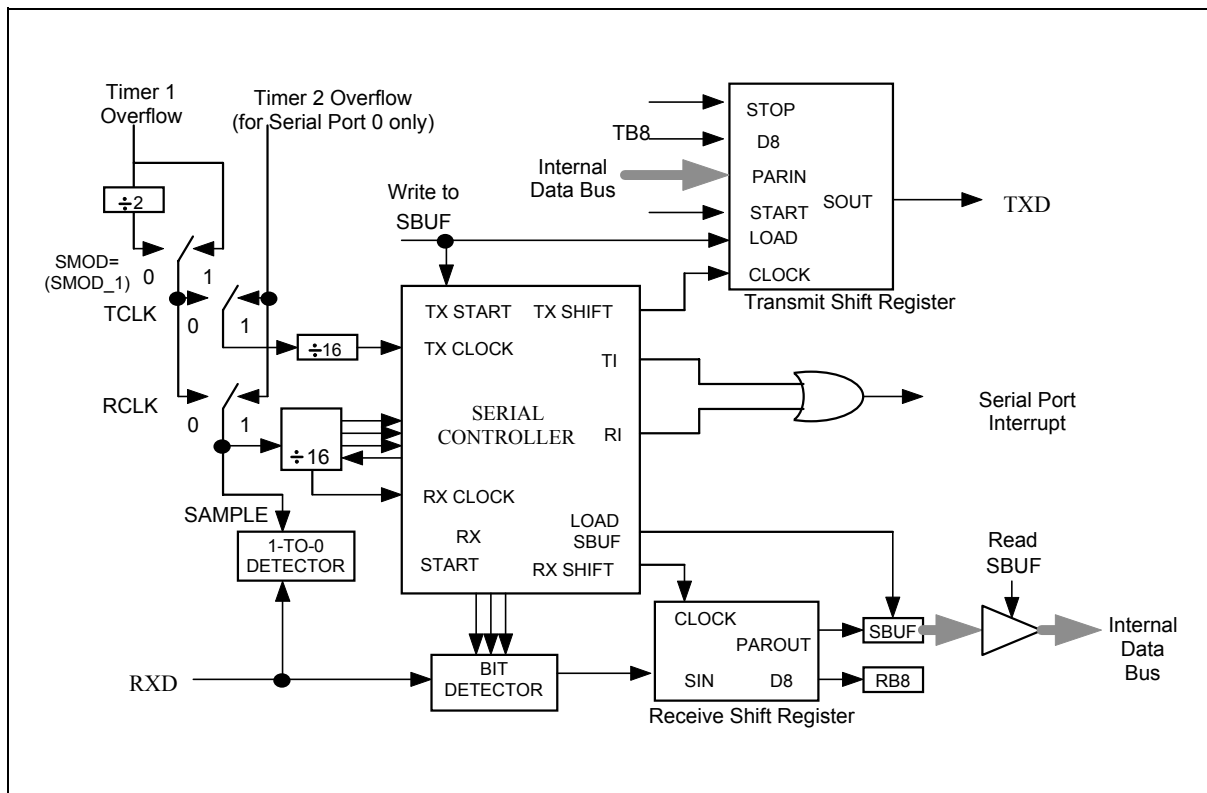 Timer 1
Overflow
Timer 2 Overflow
(for Serial Port 0 only)
÷2
SMOD=
(SMOD_1)
0
1
TCLK
0
1
÷16
RCLK
0
1
÷16
SAMPLE
1-TO-0
DETECTOR
RXD
Write to
SBUF
TX START
TX SHIFT
TX CLOCK
TI
SERIAL
CONTROLLER
RI
RX CLOCK
LOAD
SBUF
RX
START
RX SHIFT
BIT
DETECTOR
TB8
Internal
Data Bus
STOP
D8
PARIN
SOUT
START
LOAD
CLOCK
Transmit Shift Register
TXD
Serial Port
Interrupt
CLOCK
PAROUT
SIN
D8
Receive Shift Register
SBUF
RB8
Read
SBUF
Internal
Data
Bus